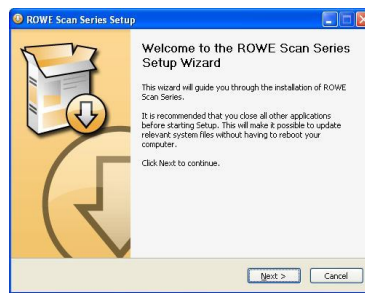 ROWE Scan Series Setup
Welcome to the ROWE Scan Series
Setup Wizard
This wizard will guide you through the installation of ROWE
Scan Series.
It is recommended that you close all other applications
before starting Setup. This will make it possible to update
relevant system files without having to reboot your
computer.
Click Next to continue.
Next >
Cancel